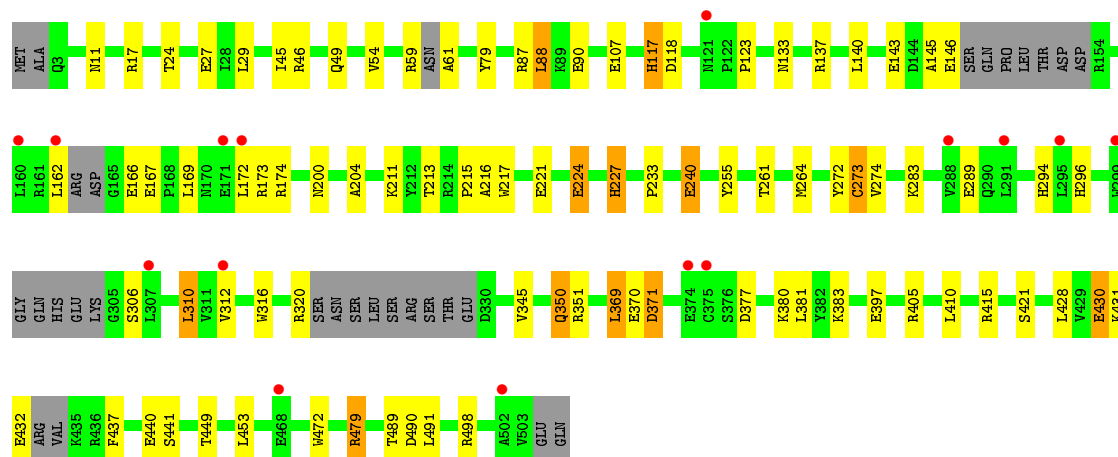 MET ALA Q3 N11 R17 T24 E27 I28 L29 I45 R46 Q49 V54 R59 ASN A61 Y79 R87 L88 K89 E90 E107 H117 D118 N121 P122 P123 N133 R137 L140 E143 D144 A145 E146 SER GLN PRO LEU THR ASP ASP R154
L160 R161 L162 ARG ASP G165 E166 E167 P168 L169 N170 E171 L172 R173 R174 N200 A204 K211 Y212 T213 R214 P215 A216 W217 E221 E224 H227 P233 E240 Y255 T261 M264 Y272 C273 V274 K283 V288 E289 Q290 L291 H294 L295 H296 W299
GLY GLN HIS GLU LYS G305 S306 L307 L310 V311 V312 W316 R320 SER ASN SER LEU SER ARG SER THR GLU D330 V345 Q350 R351 L369 E370 D371 E374 C375 S376 D377 K380 L381 Y382 K383 E397 R405 L410 R415 S421 L428 V429 E430 K431
E432 ARG VAL K435 R436 F437 E440 S441 T449 L453 E468 W472 R479 T489 D490 L491 R498 A502 V503 GLU GLN